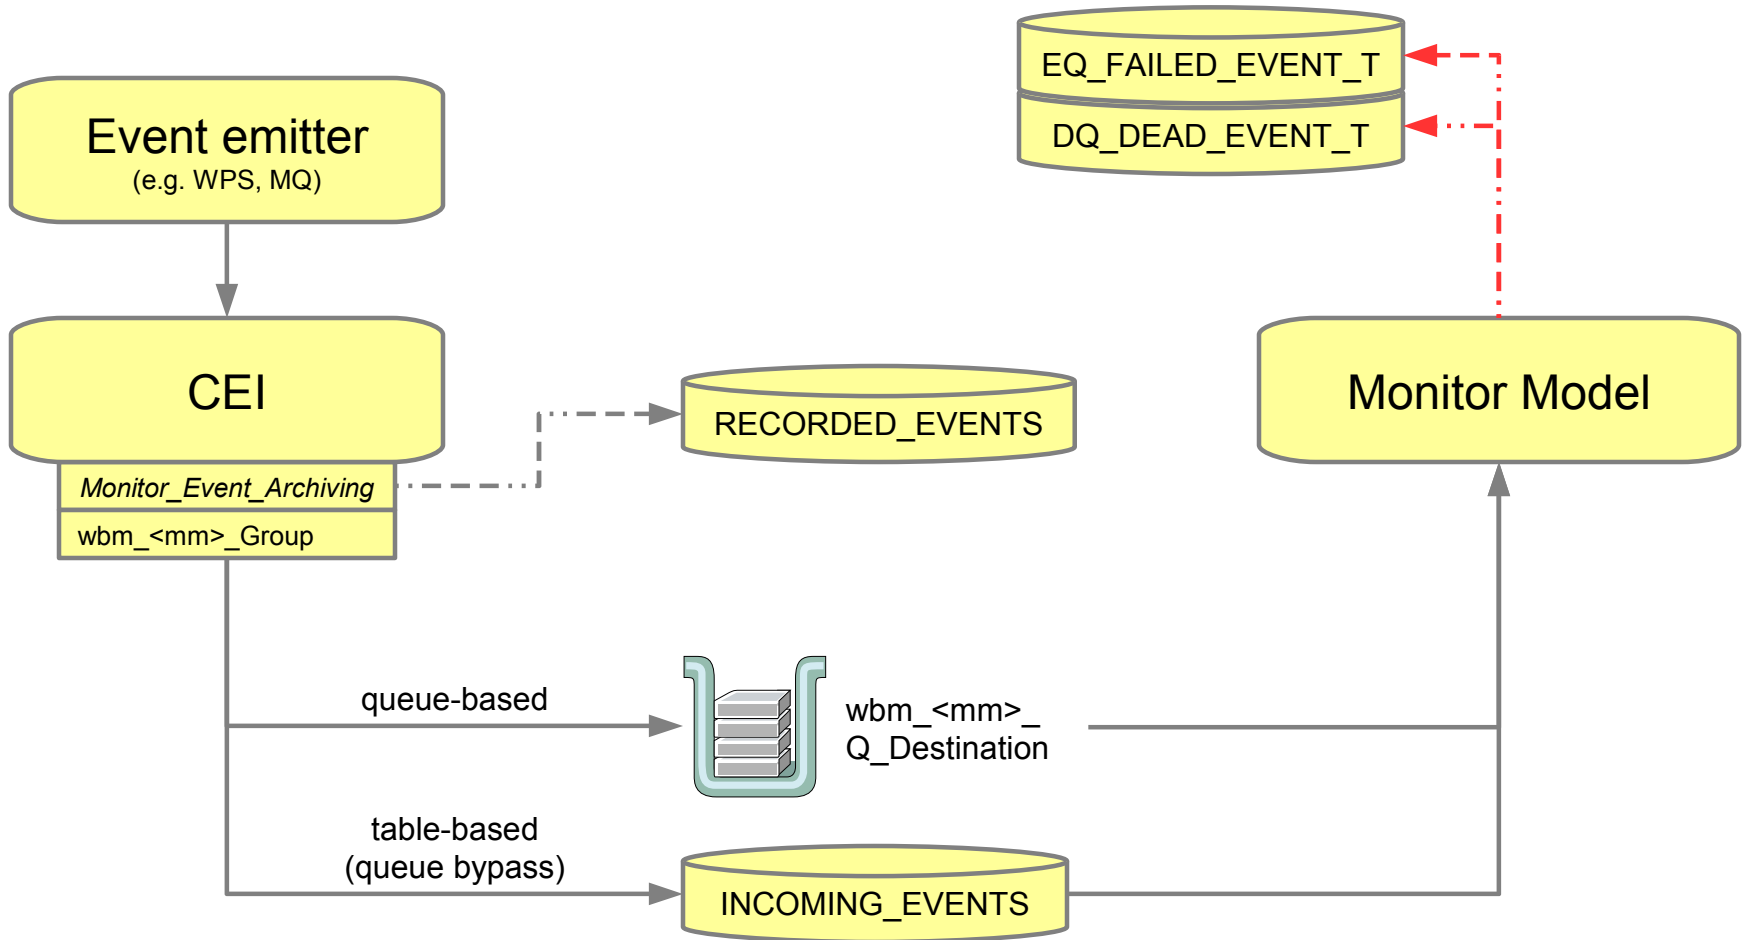 EQ_FAILED_EVENT_T
DQ_DEAD_EVENT_T
Event emitter
(e.g. WPS, MQ)
CEI
Monitor_Event_Archiving
wbm_<mm>_Group
RECORDED_EVENTS
Monitor Model
queue-based
wbm_<mm>_
Q_Destination
table-based
(queue bypass)
INCOMING_EVENTS